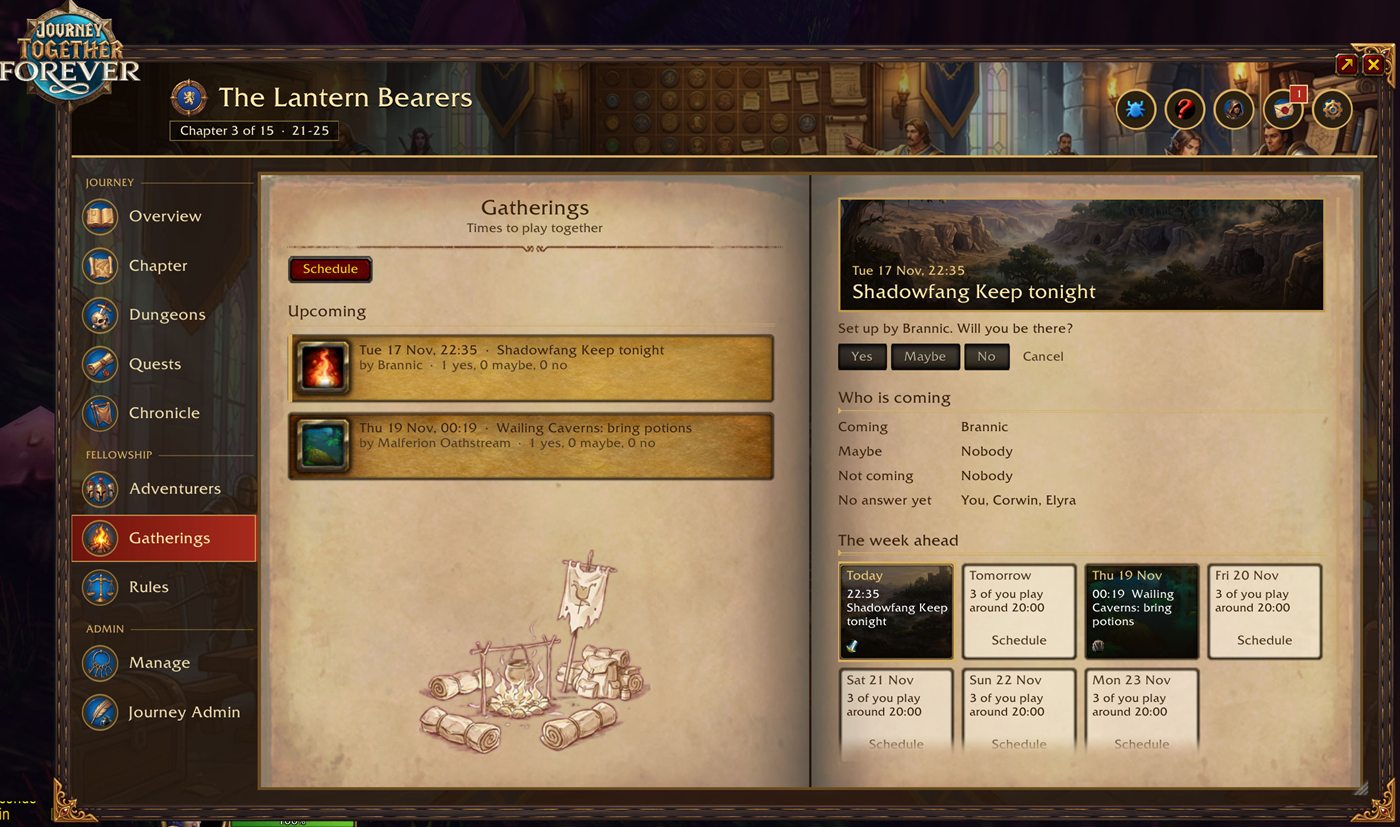 JOURNEY
TOGETHER
FOREVER
The Lantern Bearers
Chapter 3 of 15 · 21-25
1
JOURNEY
Overview
Chapter
Dungeons
Quests
Chronicle
FELLOWSHIP
Adventurers
Gatherings
Rules
ADMIN
Manage
Journey Admin
Gatherings
Times to play together
Schedule
Upcoming
Tue 17 Nov, 22:35 · Shadowfang Keep tonight
by Brannic · 1 yes, 0 maybe, 0 no
Thu 19 Nov, 00:19 · Wailing Caverns: bring potions
by Malferion Oathstream · 1 yes, 0 maybe, 0 no
Tue 17 Nov, 22:35
Shadowfang Keep tonight
Set up by Brannic. Will you be there?
Yes Maybe No Cancel
Who is coming
Coming Brannic
Maybe Nobody
Not coming Nobody
No answer yet You, Corwin, Elyra
The week ahead
Today
22:35
Shadowfang Keep
tonight
Tomorrow
3 of you play
around 20:00
Schedule
Thu 19 Nov
00:19 Wailing
Caverns: bring
potions
Fri 20 Nov
3 of you play
around 20:00
Schedule
Sat 21 Nov
3 of you play
around 20:00
Schedule
Sun 22 Nov
3 of you play
around 20:00
Schedule
Mon 23 Nov
3 of you play
around 20:00
Schedule
in
100%